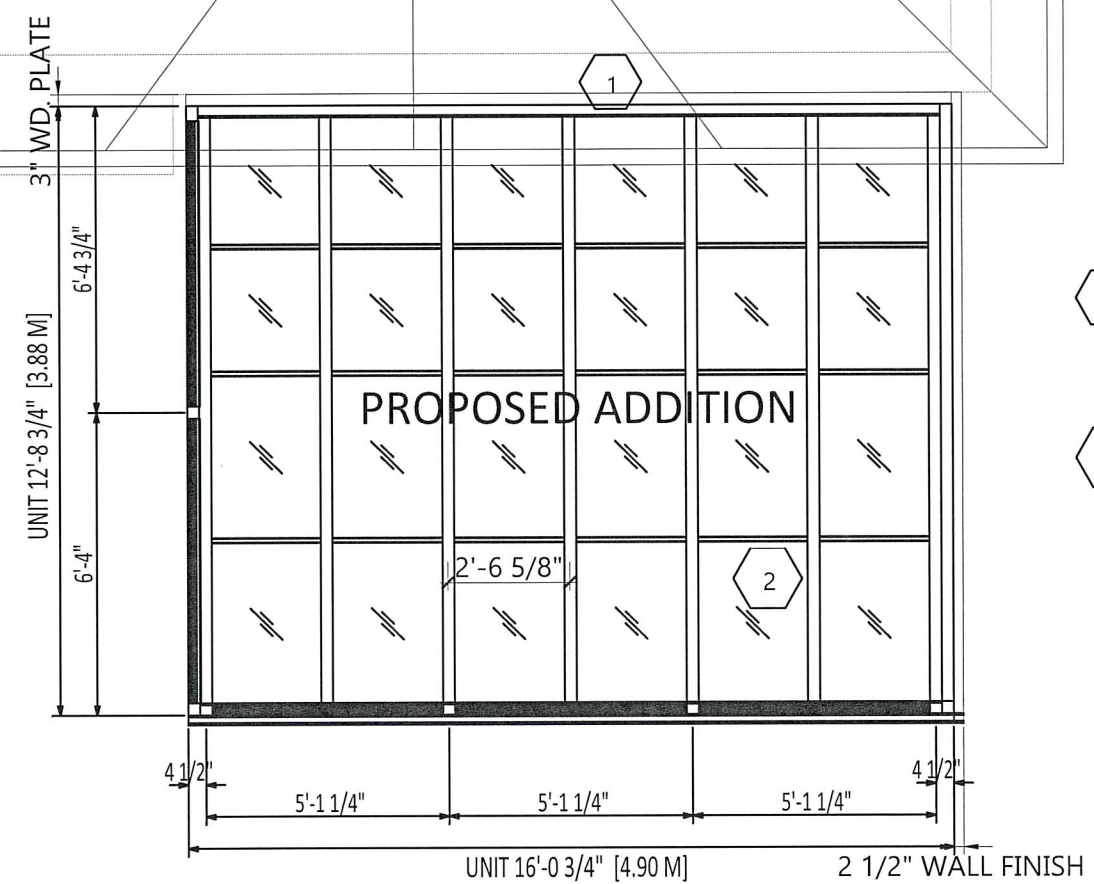 3" WD. PLATE
1
6'-4 3/4"
UNIT 12'-8 3/4" [3.88 M]
PROPOSED ADDITION
6'-4"
2'-6 5/8"
2
4 1/2"
4 1/2"
5'-1 1/4"
5'-1 1/4"
5'-1 1/4"
UNIT 16'-0 3/4" [4.90 M]
2 1/2" WALL FINISH